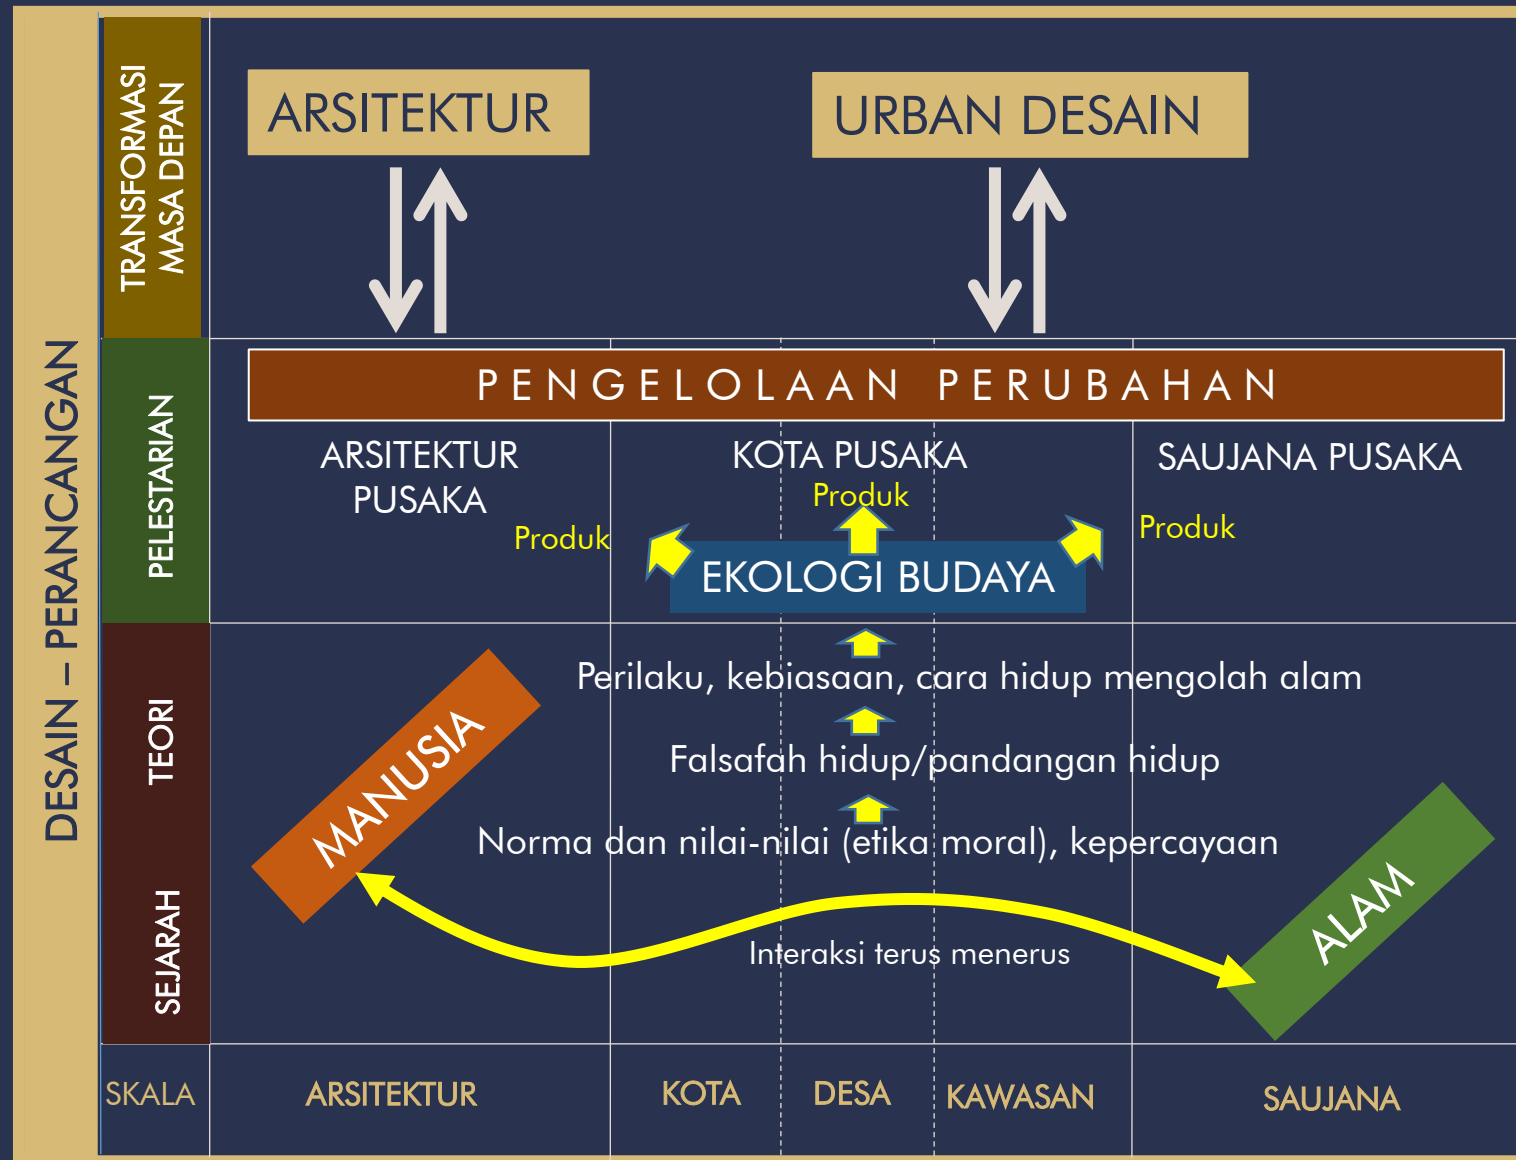 DESAIN – PERANCANGAN
TRANSFORMASI
MASA DEPAN
ARSITEKTUR
URBAN DESAIN
PELESTARIAN
PENGELOLAAN PERUBAHAN
ARSITEKTUR
PUSAKA
KOTA PUSAKA
SAUJANA PUSAKA
Produk
Produk
Produk
EKOLOGI BUDAYA
TEORI
SEJARAH
MANUSIA
Perilaku, kebiasaan, cara hidup mengolah alam
Falsafah hidup/pandangan hidup
Norma dan nilai-nilai (etika moral), kepercayaan
Interaksi terus menerus
ALAM
SKALA
ARSITEKTUR
KOTA
DESA
KAWASAN
SAUJANA